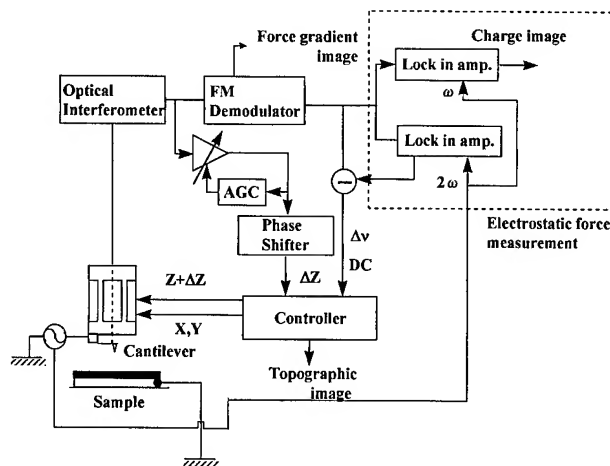 Force gradient
image
Charge image
Lock in amp.
ω
Optical
Interferometer
FM
Demodulator
Lock in amp.
2ω
AGC
Electrostatic force
measurement
Phase
Shifter
Δν
DC
ΔZ
Z+ΔZ
X,Y
Controller
Cantilever
Topographic
image
Sample